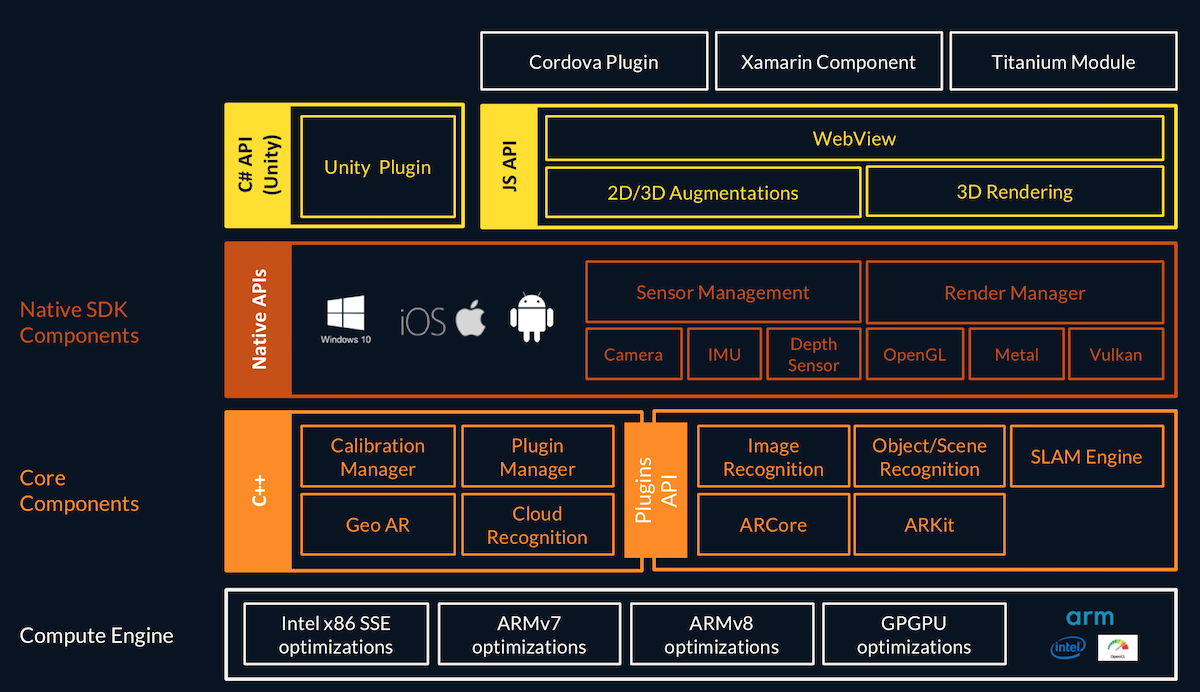 Cordova Plugin
Xamarin Component
Titanium Module
C# API
(Unity)
Unity Plugin
JS API
WebView
2D/3D Augmentations
3D Rendering
Native SDK
Components
Native APIs
Windows 10
iOS
Sensor Management
Render Manager
Camera
IMU
Depth
Sensor
OpenGL
Metal
Vulkan
Core
Components
C++
Calibration
Manager
Plugin
Manager
Geo AR
Cloud
Recognition
Plugins
API
Image
Recognition
Object/Scene
Recognition
SLAM Engine
ARCore
ARKit
Compute Engine
Intel x86 SSE
optimizations
ARMv7
optimizations
ARMv8
optimizations
GPGPU
optimizations
arm
intel
OpenCL